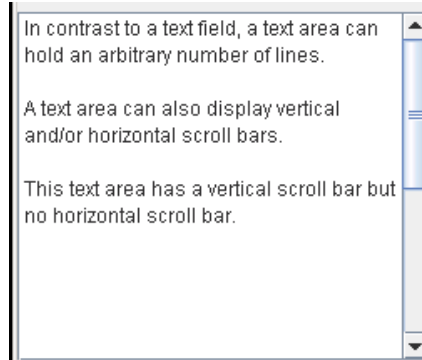 In contrast to a text field, a text area can
hold an arbitrary number of lines.
A text area can also display vertical
and/or horizontal scroll bars.
This text area has a vertical scroll bar but
no horizontal scroll bar.